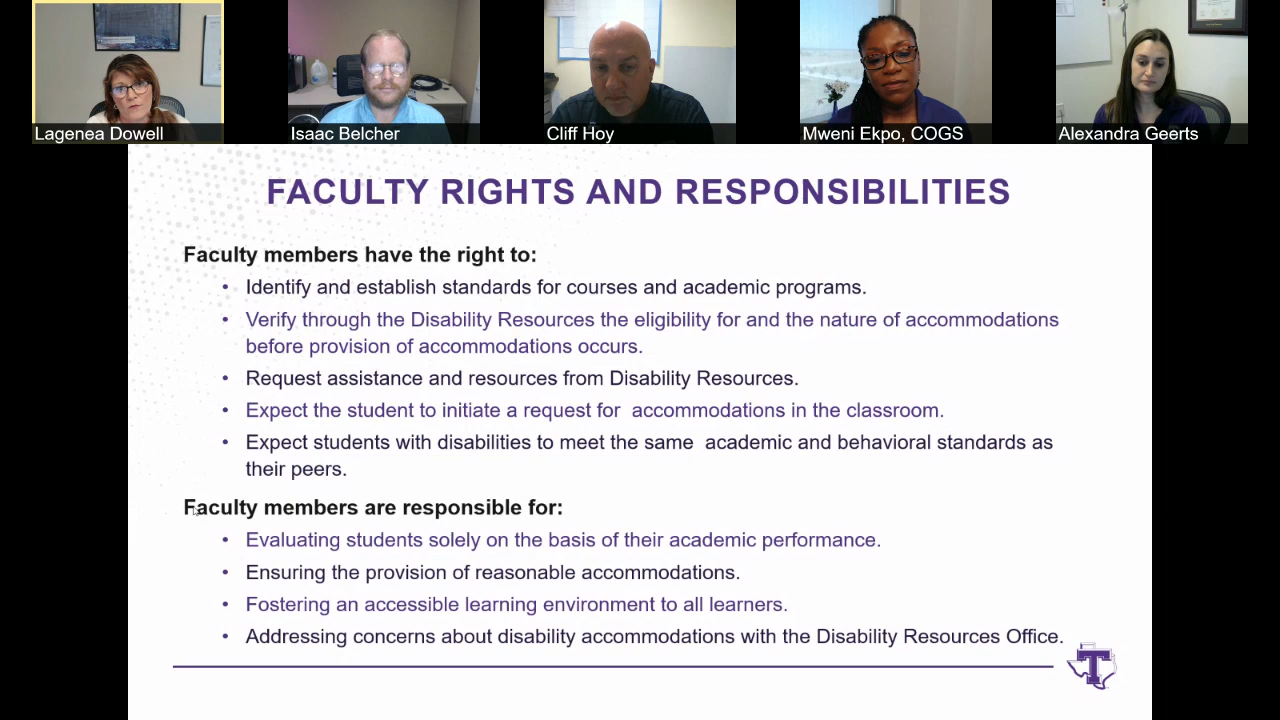 Lagenea Dowell
Isaac Belcher
Cliff Hoy
Mweni Ekpo, COGS
Alexandra Geerts
FACULTY RIGHTS AND RESPONSIBILITIES
Faculty members have the right to:
• Identify and establish standards for courses and academic programs.
• Verify through the Disability Resources the eligibility for and the nature of accommodations
before provision of accommodations occurs.
• Request assistance and resources from Disability Resources.
• Expect the student to initiate a request for  accommodations in the classroom.
• Expect students with disabilities to meet the same  academic and behavioral standards as
their peers.
Faculty members are responsible for:
• Evaluating students solely on the basis of their academic performance.
• Ensuring the provision of reasonable accommodations.
• Fostering an accessible learning environment to all learners.
• Addressing concerns about disability accommodations with the Disability Resources Office.
T